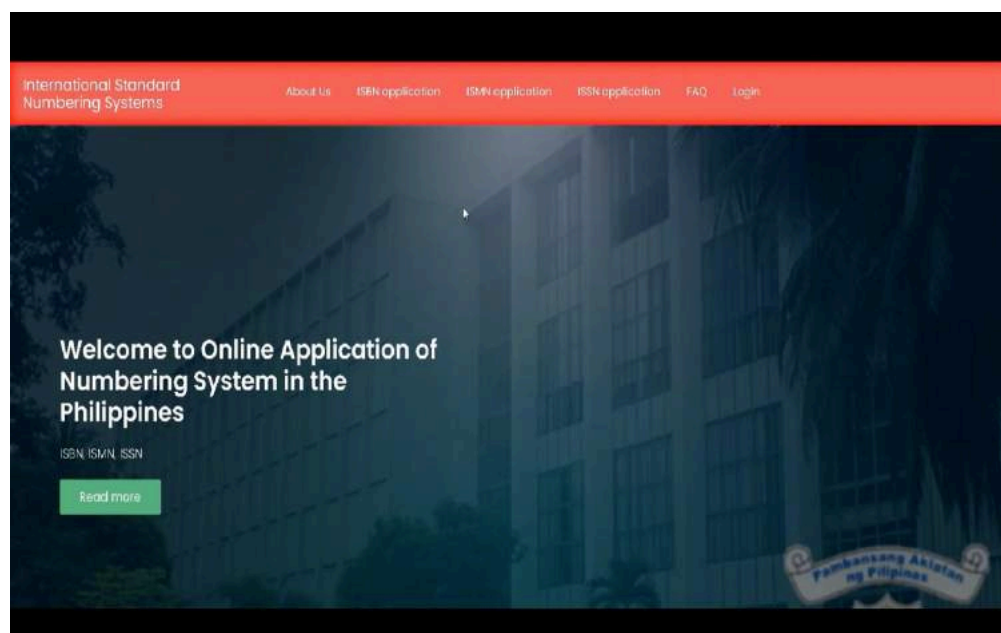 International Standard
Numbering Systems
About Us ISBN application ISMN application ISSN application FAQ Login
Welcome to Online Application of
Numbering System in the
Philippines
ISBN, ISMN, ISSN
Read more
Pambansang Aklatan
ng Pilipinas